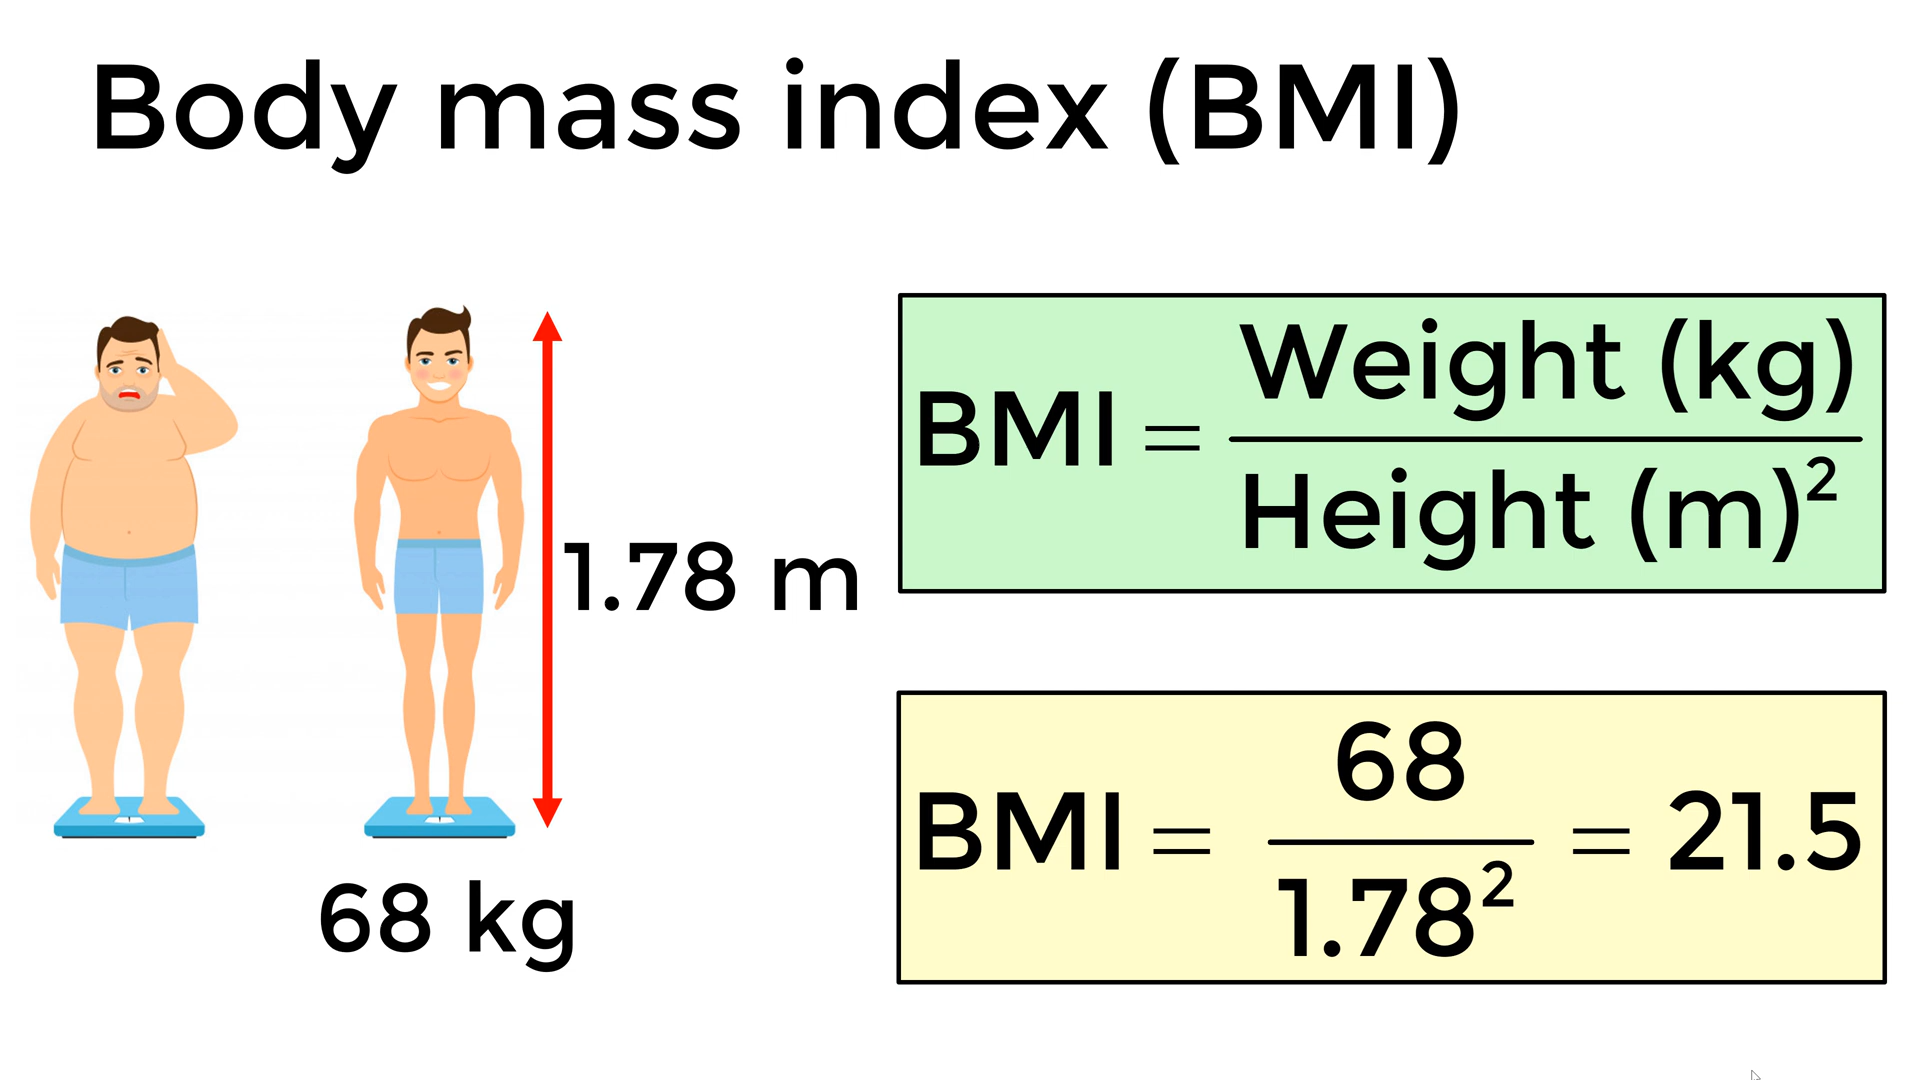 Body mass index (BMI)
1.78 m
68 kg
BMI = Weight (kg)
Height (m)²
BMI = 68 = 21.5
1.78²